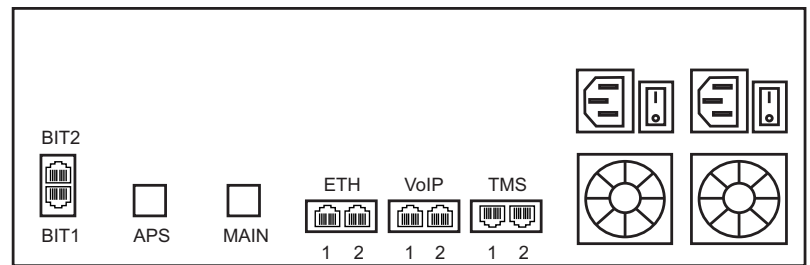 BIT2
ETH VoIP TMS
BIT1 APS MAIN
1 2 1 2 1 2